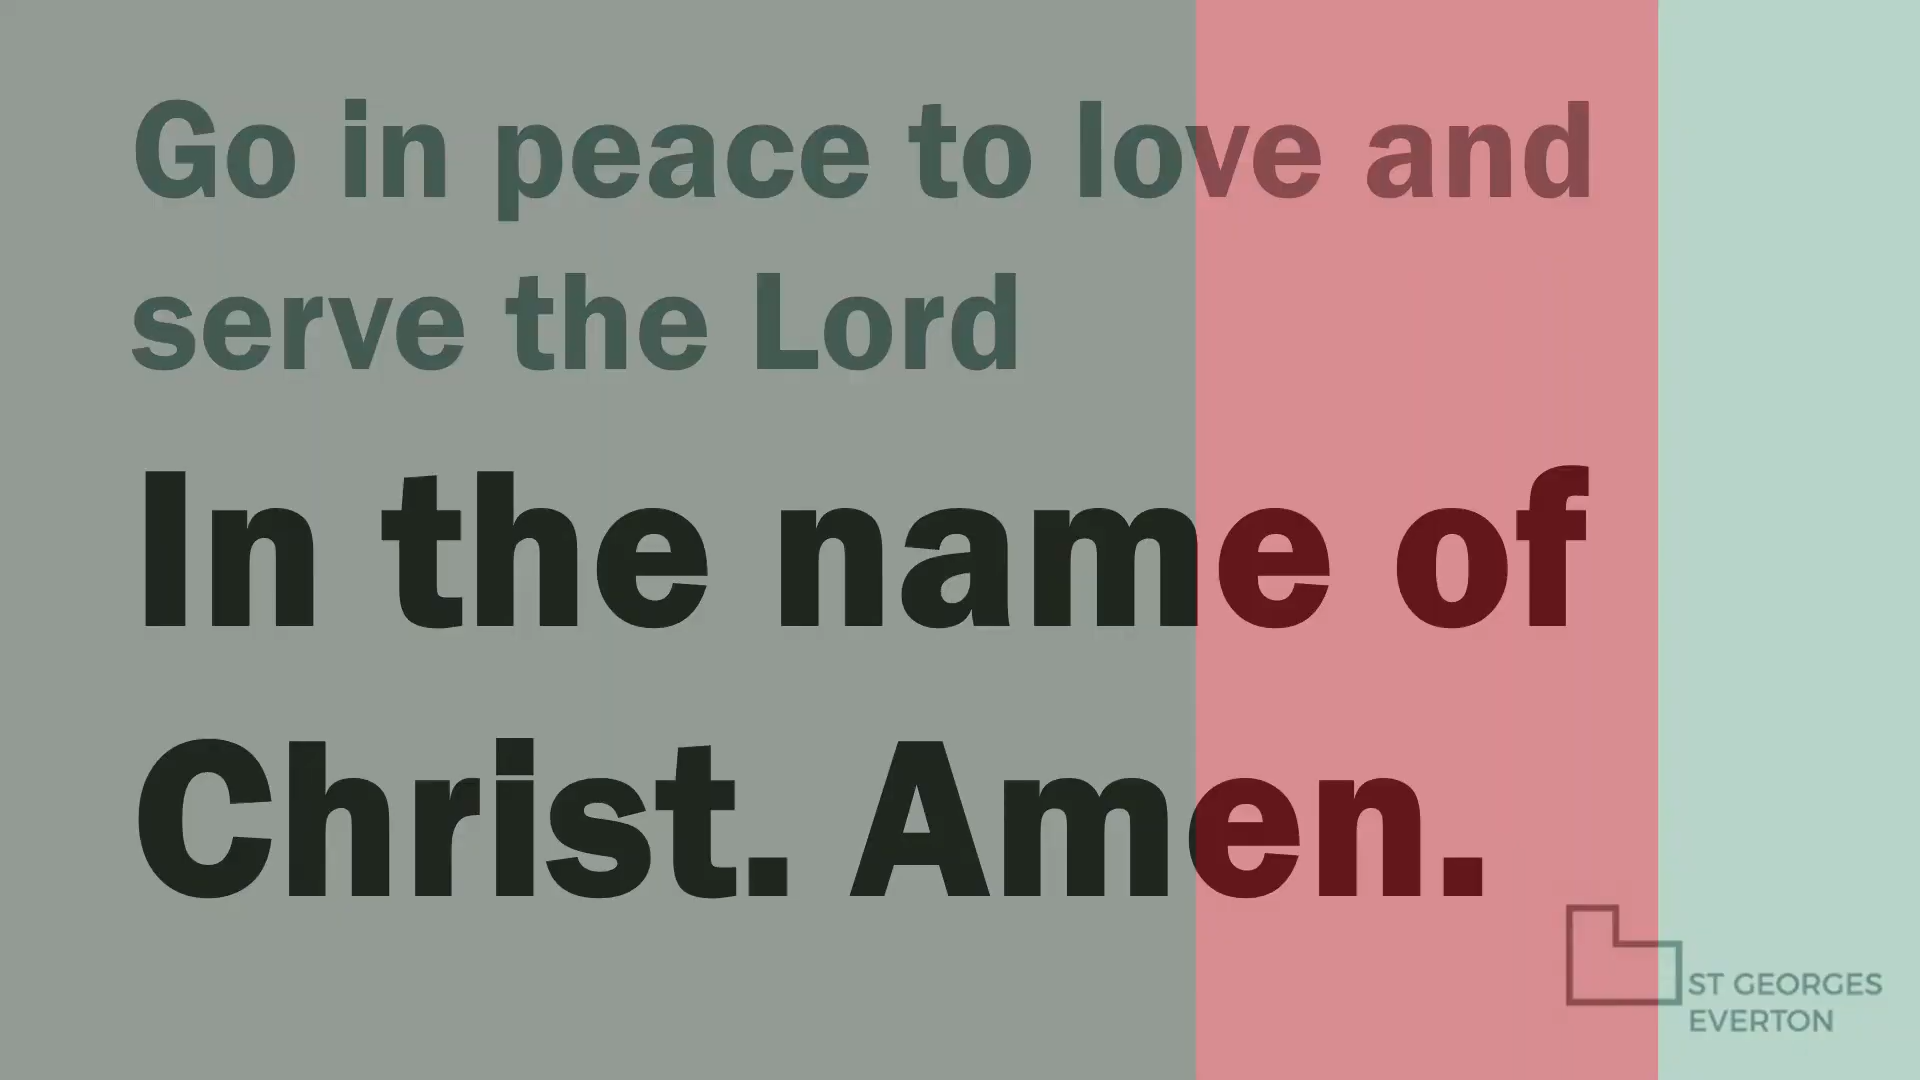 Go in peace to love and
serve the Lord
In the name of
Christ. Amen.
ST GEORGES
EVERTON